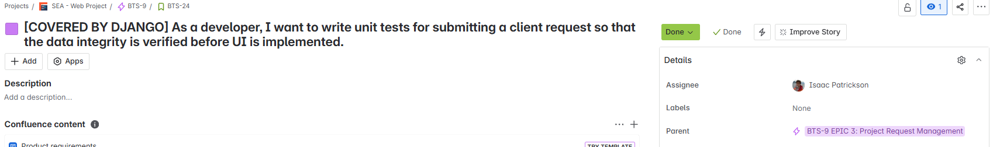 Projects / SEA - Web Project / BTS-9 / BTS-24
1
[COVERED BY DJANGO] As a developer, I want to write unit tests for submitting a client request so that
the data integrity is verified before UI is implemented.
Done
Done
Improve Story
Add
Apps
Details
Description
Add a description...
Assignee
Isaac Patrickson
Labels
None
Confluence content
Parent
BTS-9 EPIC 3: Project Request Management
Product requirements
TRY TEMPLATE